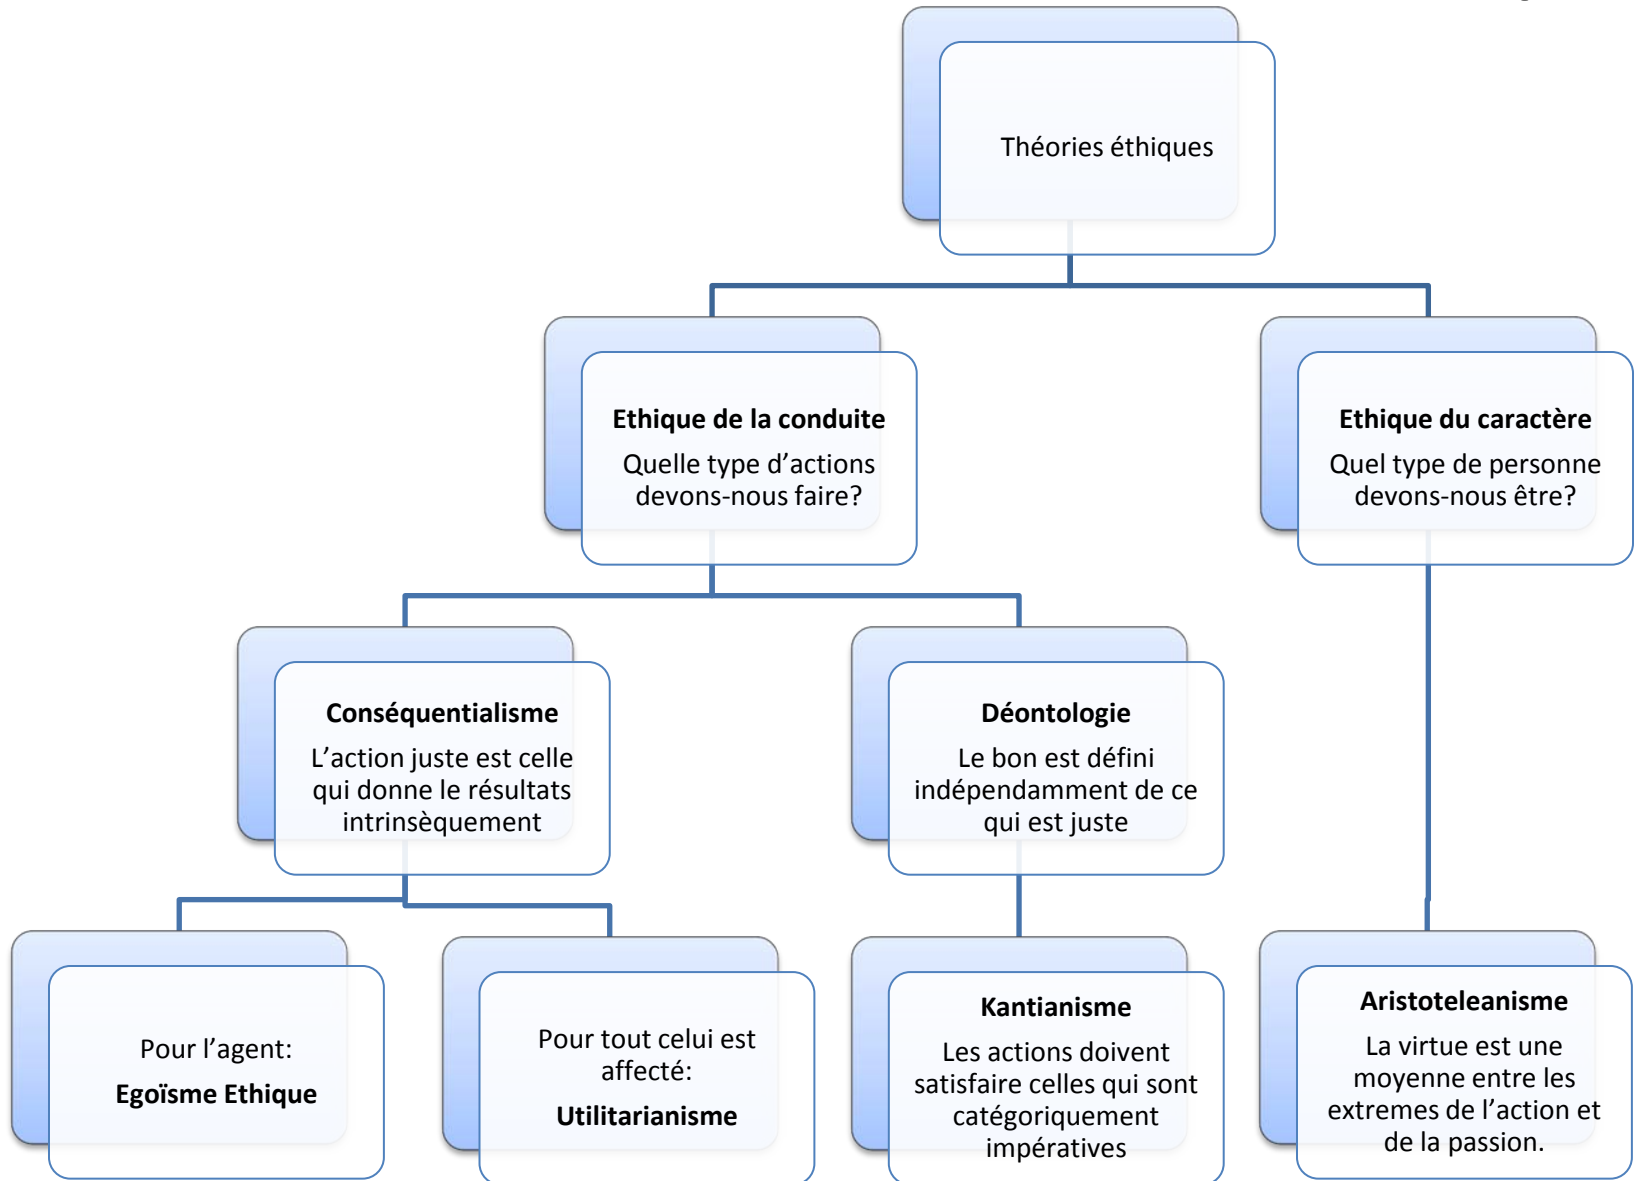 Théories éthiques
Ethique de la conduite
Quelle type d’actions
devons-nous faire?
Ethique du caractère
Quel type de personne
devons-nous être?
Conséquentialisme
L’action juste est celle
qui donne le résultats
intrinsèquement
Déontologie
Le bon est défini
indépendamment de ce
qui est juste
Pour l’agent:
Egoïsme Ethique
Pour tout celui est
affecté:
Utilitarianisme
Kantianisme
Les actions doivent
satisfaire celles qui sont
catégoriquement
impératives
Aristoteleanisme
La virtue est une
moyenne entre les
extremes de l’action et
de la passion.